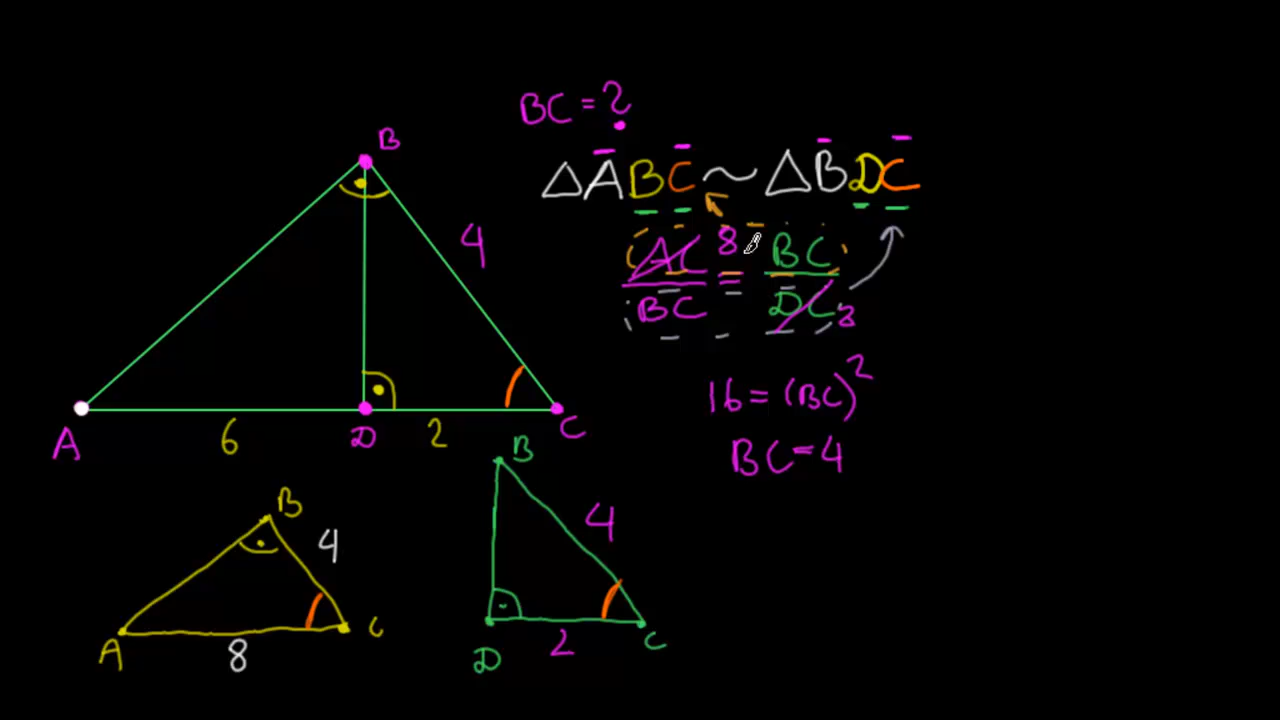 BC = ?
B
△ABC ~ △BDC
4
8
AC/BC = BC/DC
2
16 = (BC)²
BC = 4
A
6
D
2
C
B
4
A
8
C
B
4
D
2
C